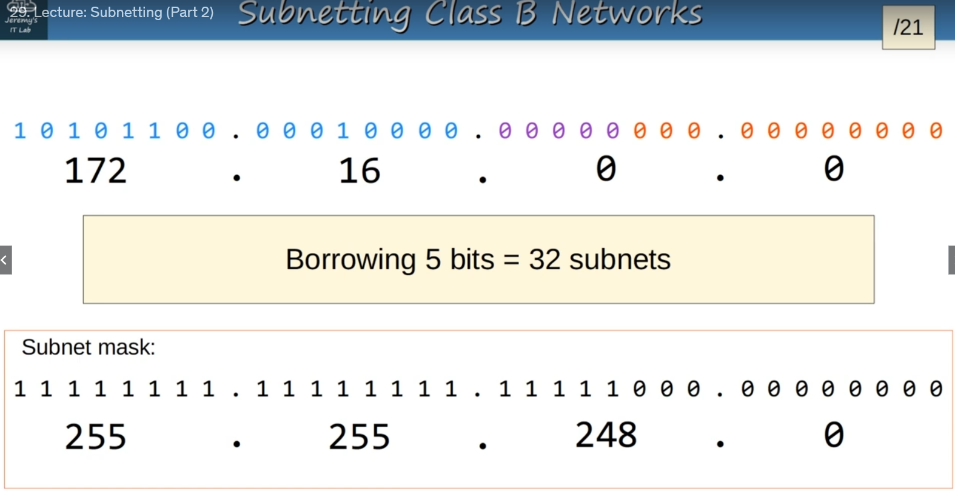 29. Lecture: Subnetting (Part 2)
Jeremy's
IT Lab
Subnetting Class B Networks
/21
1 0 1 0 1 1 0 0 . 0 0 0 1 0 0 0 0 . 0 0 0 0 0 0 0 0 . 0 0 0 0 0 0 0 0
172 . 16 . 0 . 0
Borrowing 5 bits = 32 subnets
Subnet mask:
1 1 1 1 1 1 1 1 . 1 1 1 1 1 1 1 1 . 1 1 1 1 1 0 0 0 . 0 0 0 0 0 0 0 0
255 . 255 . 248 . 0